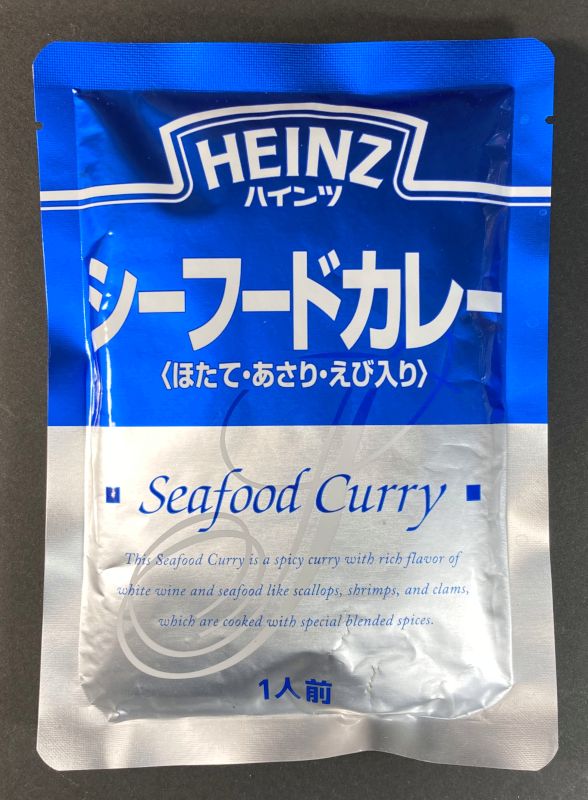 HEINZ
ハインツ
シーフードカレー
〈ほたて・あさり・えび入り〉
Seafood Curry
This Seafood Curry is a spicy curry with rich flavor of
white wine and seafood like scallops, shrimps, and clams,
which are cooked with special blended spices.
1人前